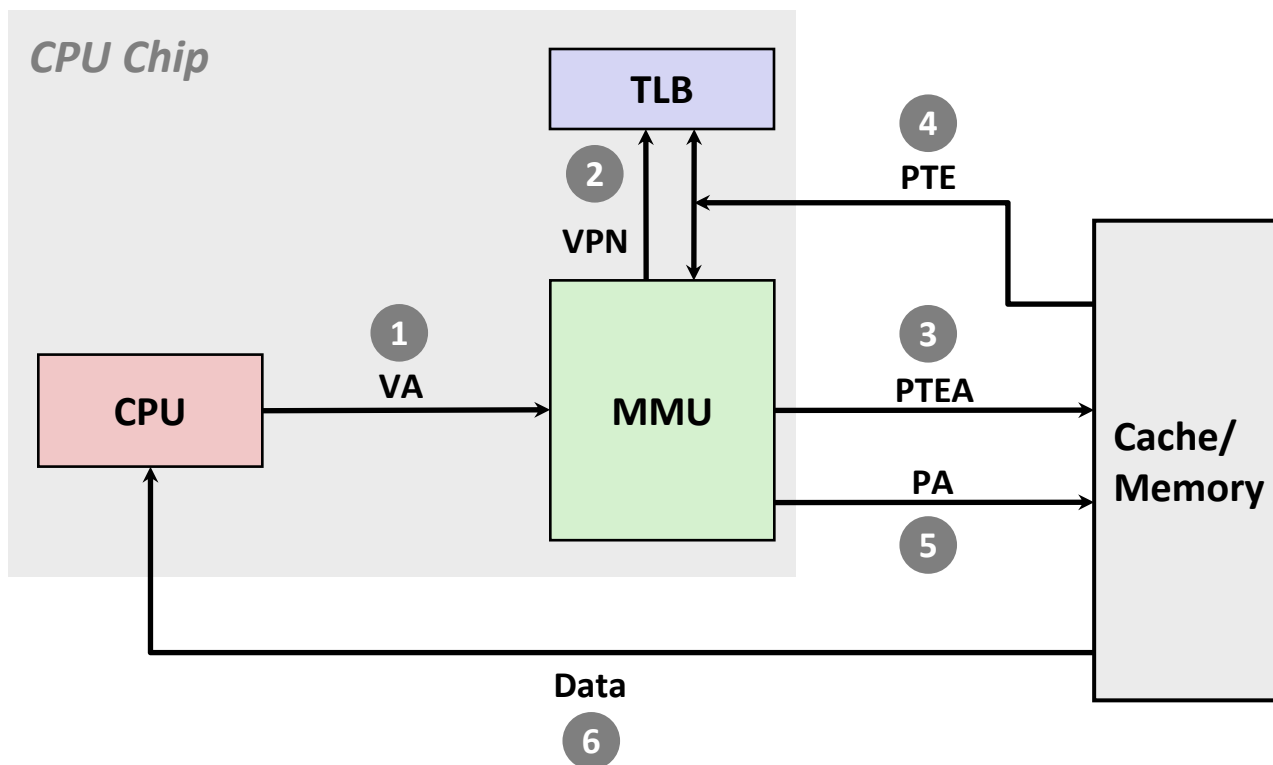 CPU Chip
TLB
4
PTE
2
VPN
1
VA
3
PTEA
CPU
MMU
Cache/
Memory
PA
5
Data
6